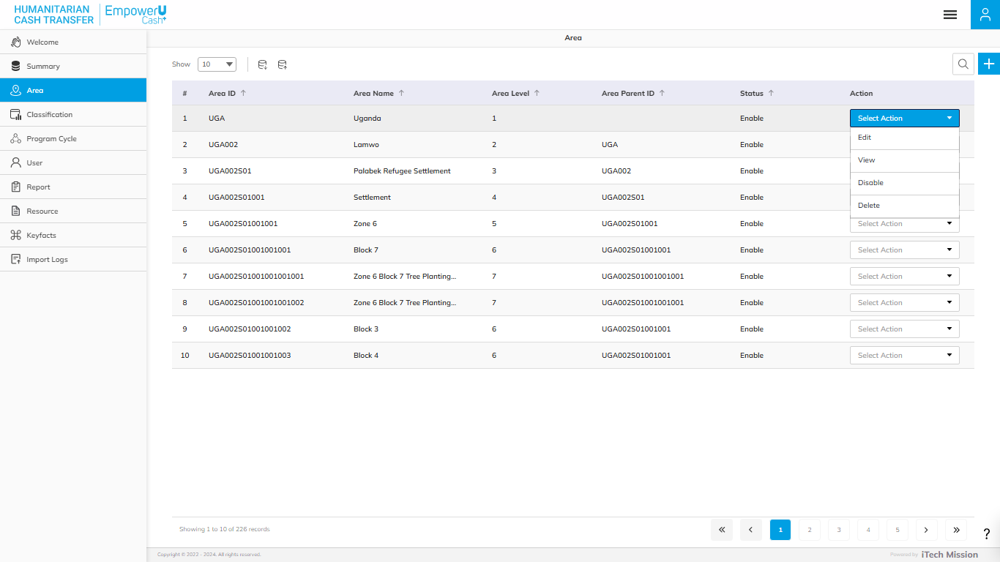 HUMANITARIAN
CASH TRANSFER
EmpowerU
Cash+
Welcome
Summary
Area
Classification
Program Cycle
User
Report
Resource
Keyfacts
Import Logs
Area
Show 10
# Area ID Area Name Area Level Area Parent ID Status Action
1 UGA Uganda 1 Enable Select Action
Edit
View
Disable
Delete
2 UGA002 Lamwo 2 UGA Enable
3 UGA002S01 Palabek Refugee Settlement 3 UGA002 Enable
4 UGA002S01001 Settlement 4 UGA002S01 Enable
5 UGA002S01001001 Zone 6 5 UGA002S01001 Enable Select Action
6 UGA002S01001001001 Block 7 6 UGA002S01001001 Enable Select Action
7 UGA002S01001001001001 Zone 6 Block 7 Tree Planting... 7 UGA002S01001001001 Enable Select Action
8 UGA002S01001001001002 Zone 6 Block 7 Tree Planting... 7 UGA002S01001001001 Enable Select Action
9 UGA002S01001001002 Block 3 6 UGA002S01001001 Enable Select Action
10 UGA002S01001001003 Block 4 6 UGA002S01001001 Enable Select Action
Showing 1 to 10 of 226 records
« ‹ 1 2 3 4 5 › »
?
Copyright © 2022 - 2024. All rights reserved.
Powered by iTech Mission